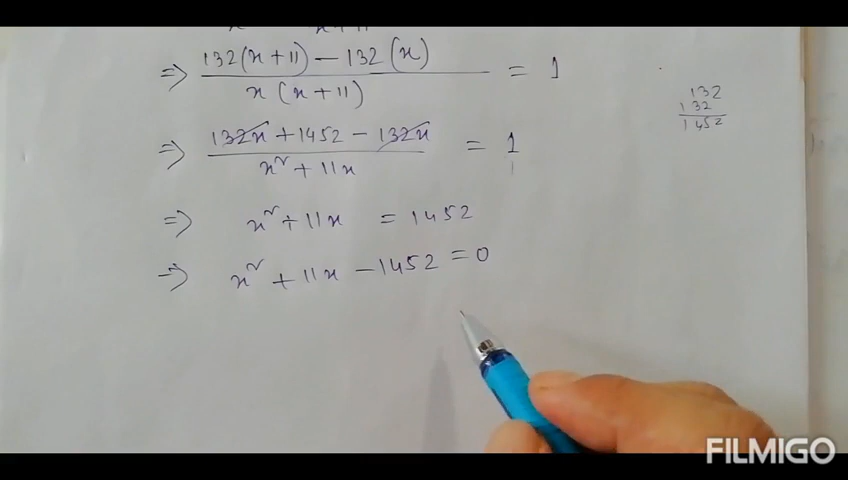 => 132(x+11) − 132(x) / x(x+11) = 1
=> 132x + 1452 − 132x / x² + 11x = 1 / 1
=> x² + 11x = 1452
=> x² + 11x − 1452 = 0
132
132
1452
FILMIGO